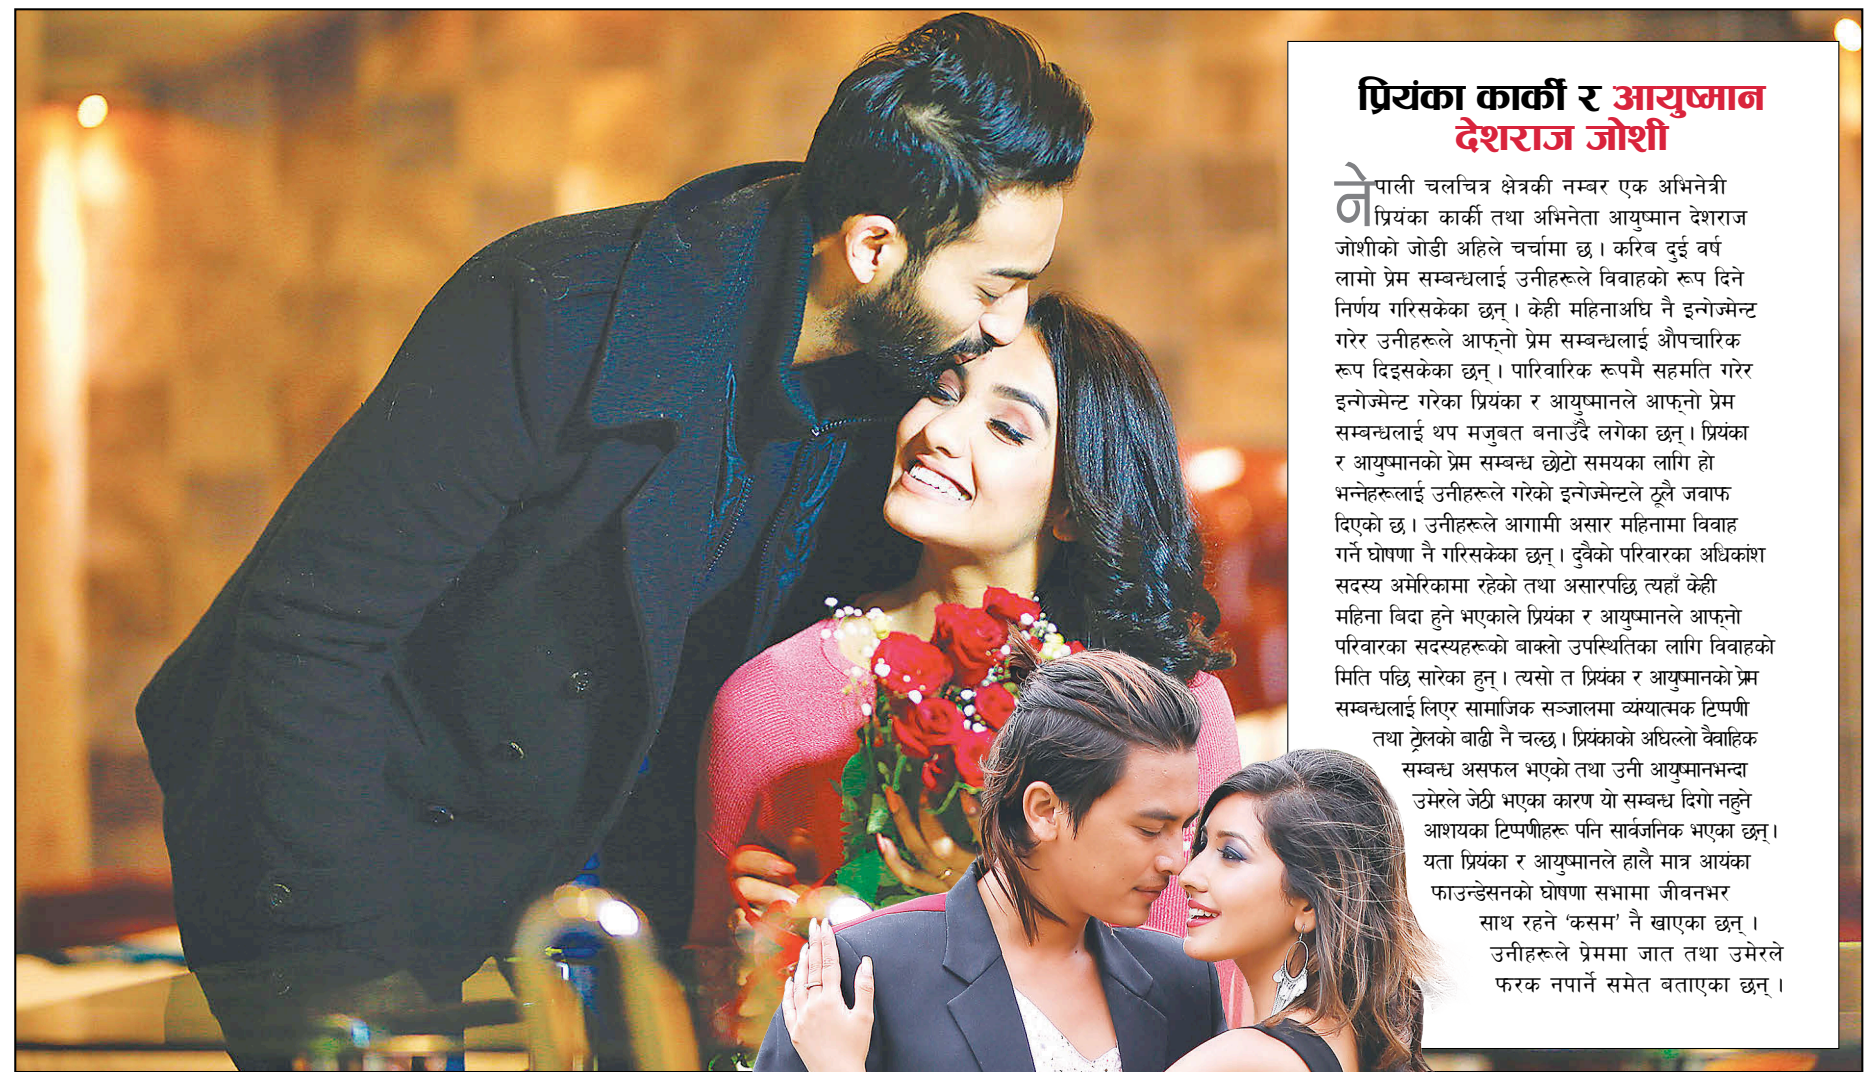 प्रियंका कार्की र आयुष्मान
देशराज जोशी
नेपाली चलचित्र क्षेत्रकी नम्बर एक अभिनेत्री
प्रियंका कार्की तथा अभिनेता आयुष्मान देशराज
जोशीको जोडी अहिले चर्चामा छ । करिब दुई वर्ष
लामो प्रेम सम्बन्धलाई उनीहरूले विवाहको रूप दिने
निर्णय गरिसकेका छन् । केही महिनाअघि नै इन्गेज्मेन्ट
गरेर उनीहरूले आफ्नो प्रेम सम्बन्धलाई औपचारिक
रूप दिइसकेका छन् । पारिवारिक रूपमै सहमति गरेर
इन्गेज्मेन्ट गरेका प्रियंका र आयुष्मानले आफ्नो प्रेम
सम्बन्धलाई थप मजुबत बनाउँदै लगेका छन् । प्रियंका
र आयुष्मानको प्रेम सम्बन्ध छोटो समयका लागि हो
भन्नेहरूलाई उनीहरूले गरेको इन्गेज्मेन्टले ठूलै जवाफ
दिएको छ । उनीहरूले आगामी असार महिनामा विवाह
गर्ने घोषणा नै गरिसकेका छन् । दुवैको परिवारका अधिकांश
सदस्य अमेरिकामा रहेको तथा असारपछि त्यहाँ केही
महिना बिदा हुने भएकाले प्रियंका र आयुष्मानले आफ्नो
परिवारका सदस्यहरूको बाक्लो उपस्थितिका लागि विवाहको
मिति पछि सारेका हुन् । त्यसो त प्रियंका र आयुष्मानको प्रेम
सम्बन्धलाई लिएर सामाजिक सञ्जालमा व्यंग्यात्मक टिप्पणी
तथा ट्रोलको बाढी नै चल्छ । प्रियंकाको अघिल्लो वैवाहिक
सम्बन्ध असफल भएको तथा उनी आयुष्मानभन्दा
उमेरले जेठी भएका कारण यो सम्बन्ध दिगो नहुने
आशयका टिप्पणीहरू पनि सार्वजनिक भएका छन् ।
यता प्रियंका र आयुष्मानले हालै मात्र आयंका
फाउन्डेसनको घोषणा सभामा जीवनभर
साथ रहने ‘कसम’ नै खाएका छन् ।
उनीहरूले प्रेममा जात तथा उमेरले
फरक नपार्ने समेत बताएका छन् ।